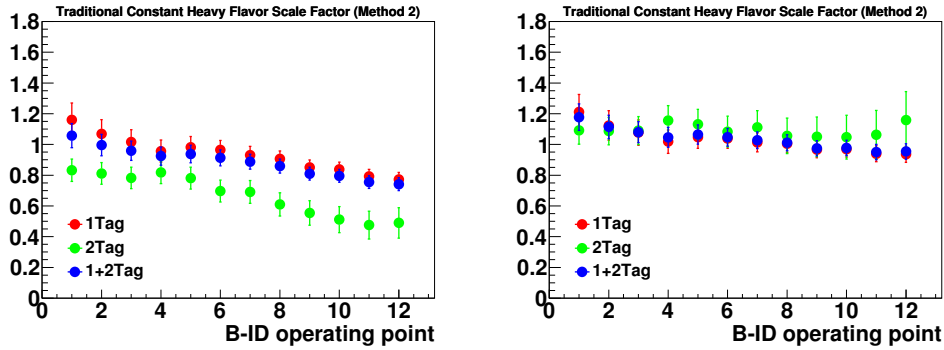 Traditional Constant Heavy Flavor Scale Factor (Method 2)
1.8
1.6
1.4
1.2
1
0.8
0.6
0.4
0.2
0
1Tag
2Tag
1+2Tag
0 2 4 6 8 10 12
B-ID operating point
Traditional Constant Heavy Flavor Scale Factor (Method 2)
1.8
1.6
1.4
1.2
1
0.8
0.6
0.4
0.2
0
1Tag
2Tag
1+2Tag
0 2 4 6 8 10 12
B-ID operating point